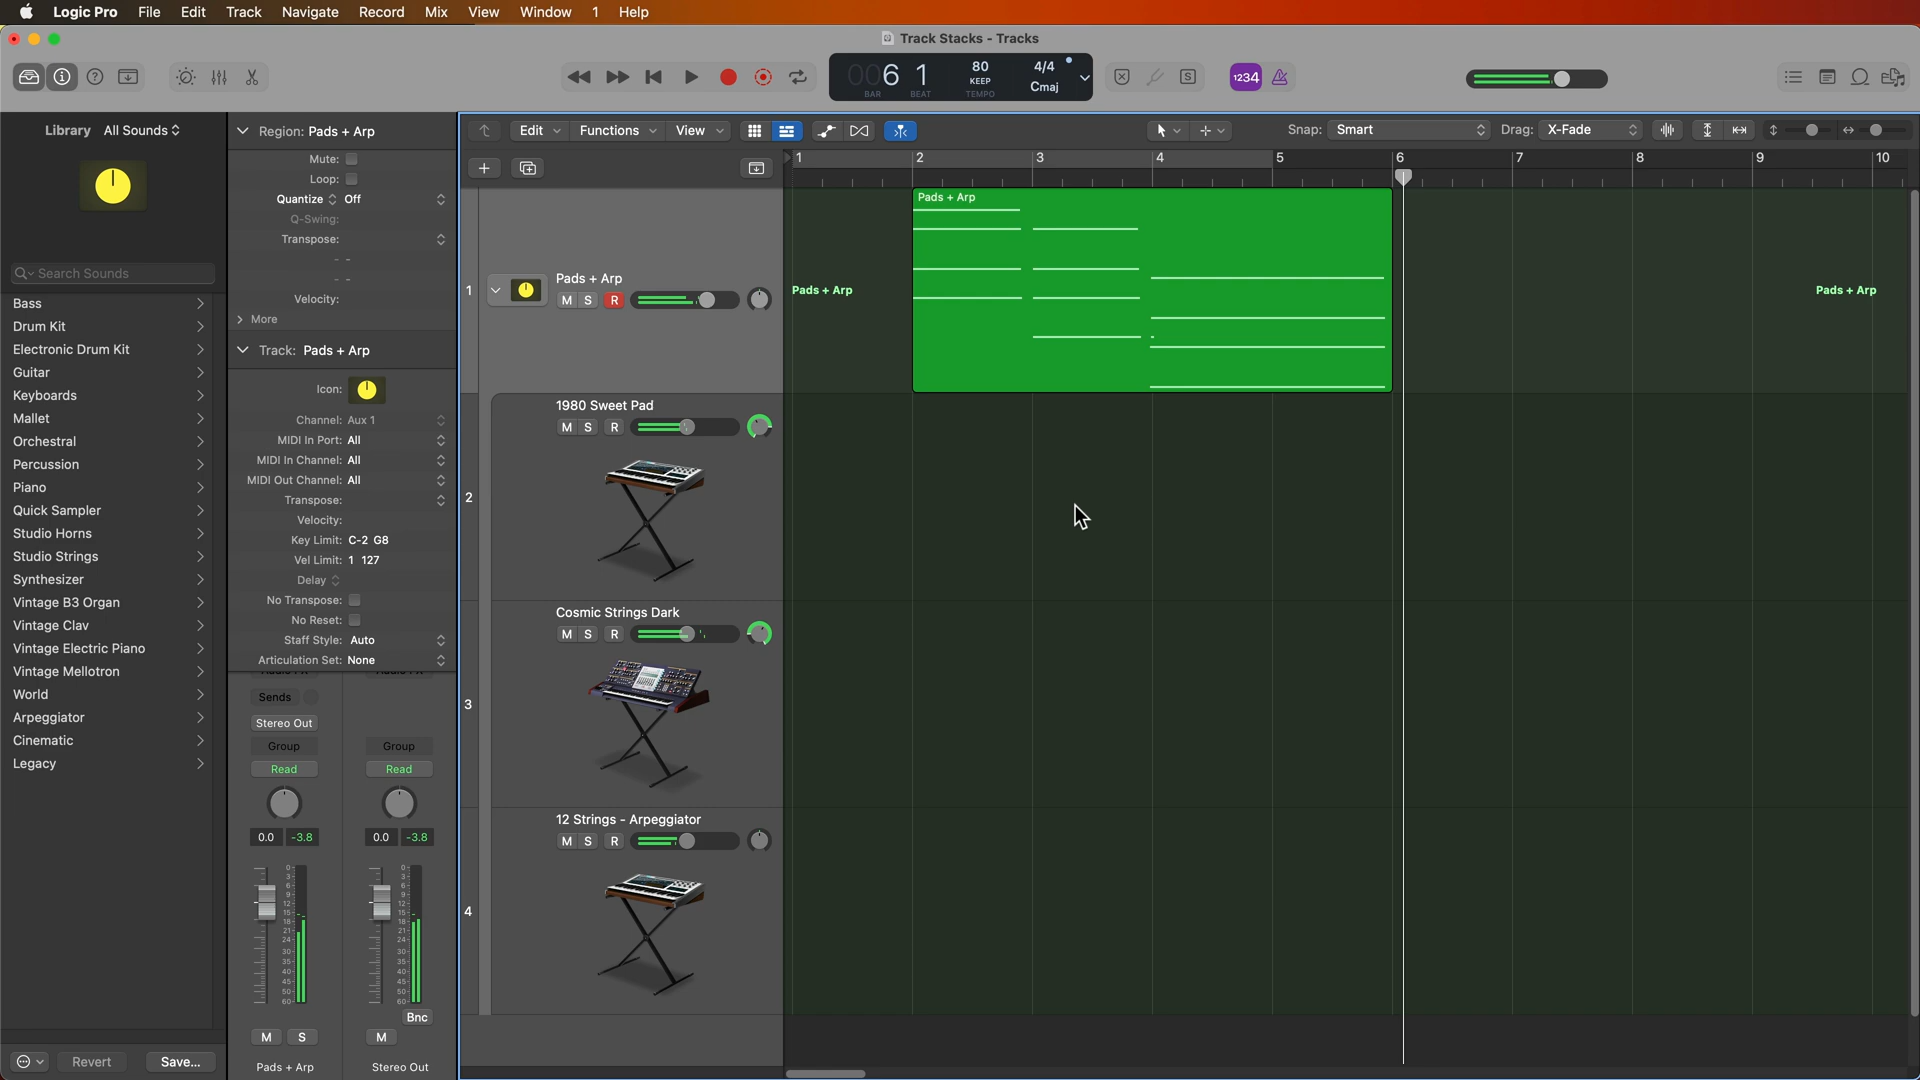 Logic Pro File Edit Track Navigate Record Mix View Window 1 Help
Track Stacks - Tracks
006 1 80 4/4
KEEP Cmaj
BAR BEAT TEMPO
S 1234
Library All Sounds
Search Sounds
Bass
Drum Kit
Electronic Drum Kit
Guitar
Keyboards
Mallet
Orchestral
Percussion
Piano
Quick Sampler
Studio Horns
Studio Strings
Synthesizer
Vintage B3 Organ
Vintage Clav
Vintage Electric Piano
Vintage Mellotron
World
Arpeggiator
Cinematic
Legacy
Revert Save...
Region: Pads + Arp
Mute:
Loop:
Quantize Off
Q-Swing:
Transpose:
- -
- -
Velocity:
More
Track: Pads + Arp
Icon:
Channel: Aux 1
MIDI In Port: All
MIDI In Channel: All
MIDI Out Channel: All
Transpose:
Velocity:
Key Limit: C-2 G8
Vel Limit: 1 127
Delay
No Transpose:
No Reset:
Staff Style: Auto
Articulation Set: None
Sends
Stereo Out
Group Group
Read Read
0.0 -3.8 0.0 -3.8
Bnc
M S M
Pads + Arp Stereo Out
Edit Functions View Snap: Smart Drag: X-Fade
1 2 3 4 5 6 7 8 9 10
1 Pads + Arp
M S R
Pads + Arp
Pads + Arp
Pads + Arp
2 1980 Sweet Pad
M S R
3 Cosmic Strings Dark
M S R
4 12 Strings - Arpeggiator
M S R